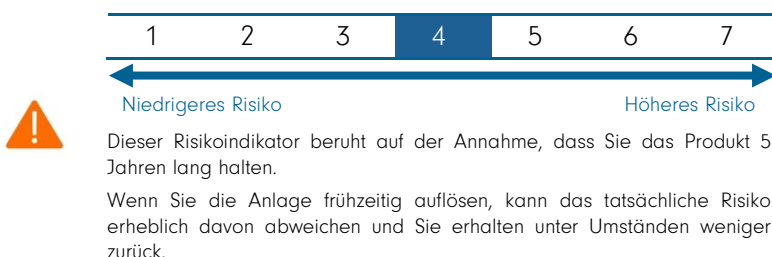 1 2 3 4 5 6 7
Niedrigeres Risiko Höheres Risiko
Dieser Risikoindikator beruht auf der Annahme, dass Sie das Produkt 5
Jahren lang halten.
Wenn Sie die Anlage frühzeitig auflösen, kann das tatsächliche Risiko
erheblich davon abweichen und Sie erhalten unter Umständen weniger
zurück.